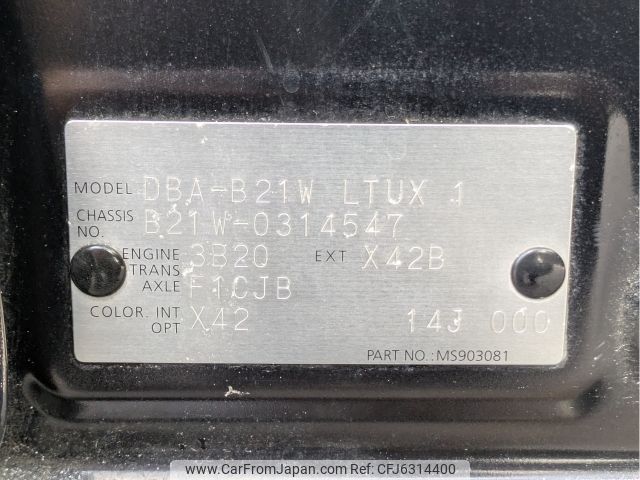 MODEL DBA-B21W LTUX 1
CHASSIS NO. B21W-0314547
ENGINE 3B20 EXT X42B
TRANS AXLE F1CJB
COLOR. INT OPT X42 14J 000
PART NO.:MS903081
www.CarFromJapan.com | ID:CFJ6314400